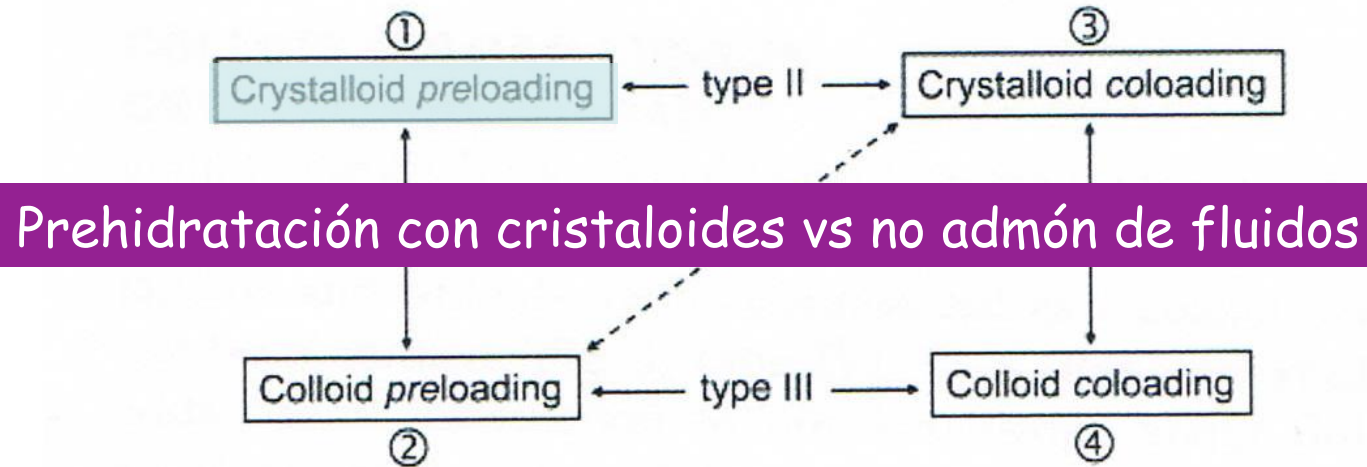 ① ③
Crystalloid preloading type II Crystalloid coloading
Prehidratación con cristaloides vs no admón de fluidos
Colloid preloading type III Colloid coloading
② ④